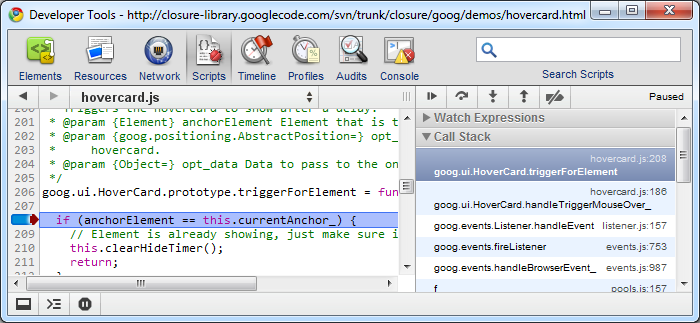 Developer Tools - http://closure-library.googlecode.com/svn/trunk/closure/goog/demos/hovercard.html
Elements Resources Network Scripts Timeline Profiles Audits Console
Search Scripts
hovercard.js
Paused
200 * Triggers the hovercard to show after a delay.
201 * @param {Element} anchorElement Element that is t
202 * @param {goog.positioning.AbstractPosition=} opt_
203 * hovercard.
204 * @param {Object=} opt_data Data to pass to the on
205 */
206 goog.ui.HoverCard.prototype.triggerForElement = fun
207
if (anchorElement == this.currentAnchor_) {
209 // Element is already showing, just make sure i
210 this.clearHideTimer();
211 return;
212 }
Watch Expressions
Call Stack
hovercard.js:208
goog.ui.HoverCard.triggerForElement
hovercard.js:186
goog.ui.HoverCard.handleTriggerMouseOver_
goog.events.Listener.handleEvent listener.js:157
goog.events.fireListener events.js:753
goog.events.handleBrowserEvent_ events.js:987
f pools.js:157